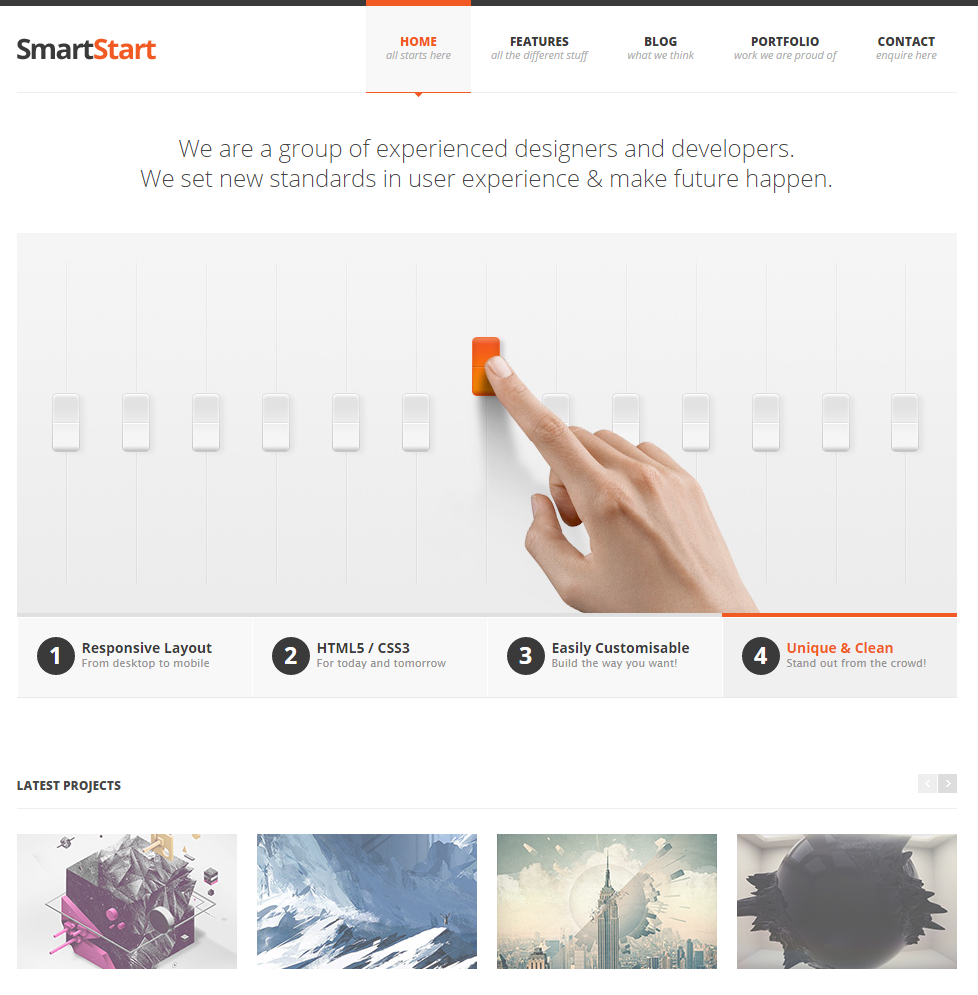 SmartStart
HOME
all starts here
FEATURES
all the different stuff
BLOG
what we think
PORTFOLIO
work we are proud of
CONTACT
enquire here
We are a group of experienced designers and developers.
We set new standards in user experience & make future happen.
1
Responsive Layout
From desktop to mobile
2
HTML5 / CSS3
For today and tomorrow
3
Easily Customisable
Build the way you want!
4
Unique & Clean
Stand out from the crowd!
LATEST PROJECTS